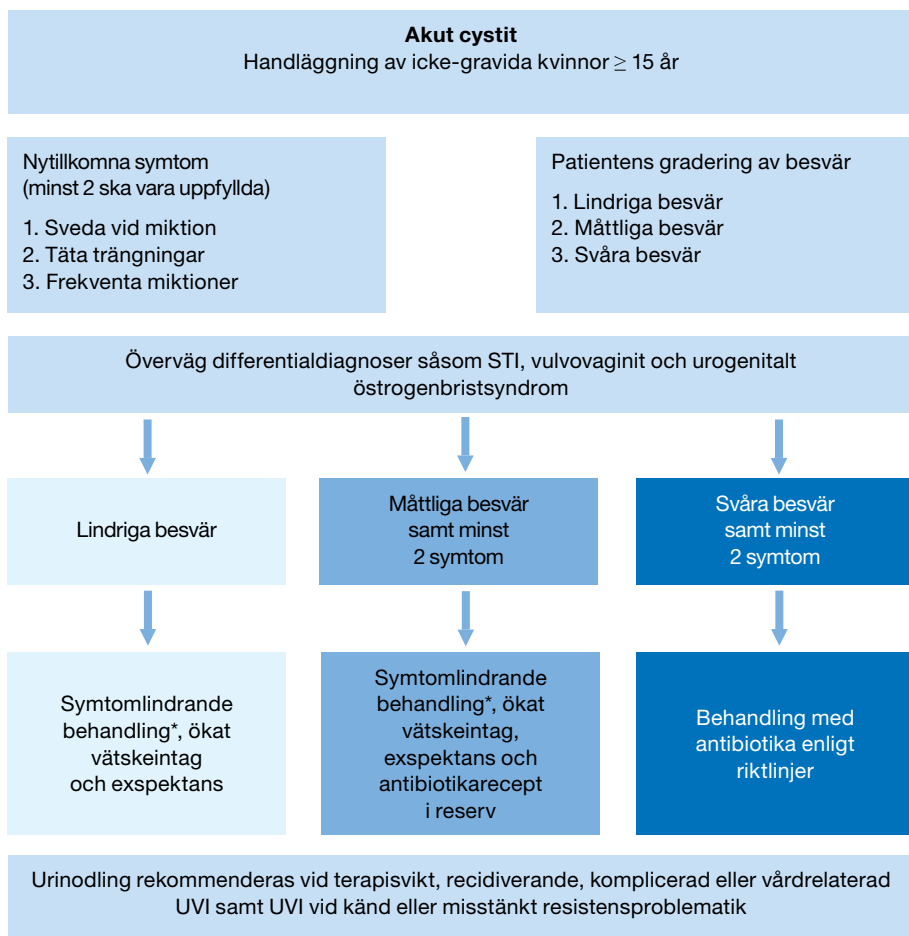 Akut cystit
Handläggning av icke-gravida kvinnor ≥ 15 år
Nytillkomna symtom
(minst 2 ska vara uppfyllda)
1. Sveda vid miktion
2. Täta trängningar
3. Frekventa miktioner
Patientens gradering av besvär
1. Lindriga besvär
2. Måttliga besvär
3. Svåra besvär
Överväg differentialdiagnoser såsom STI, vulvovaginit och urogenitalt
östrogenbristsyndrom
Lindriga besvär
Måttliga besvär
samt minst
2 symtom
Svåra besvär
samt minst
2 symtom
Symtomlindrande
behandling*, ökat
vätskeintag
och exspektans
Symtomlindrande
behandling*, ökat
vätskeintag,
exspektans och
antibiotikarecept
i reserv
Behandling med
antibiotika enligt
riktlinjer
Urinodling rekommenderas vid terapisvikt, recidiverande, komplicerad eller vårdrelaterad
UVI samt UVI vid känd eller misstänkt resistensproblematik